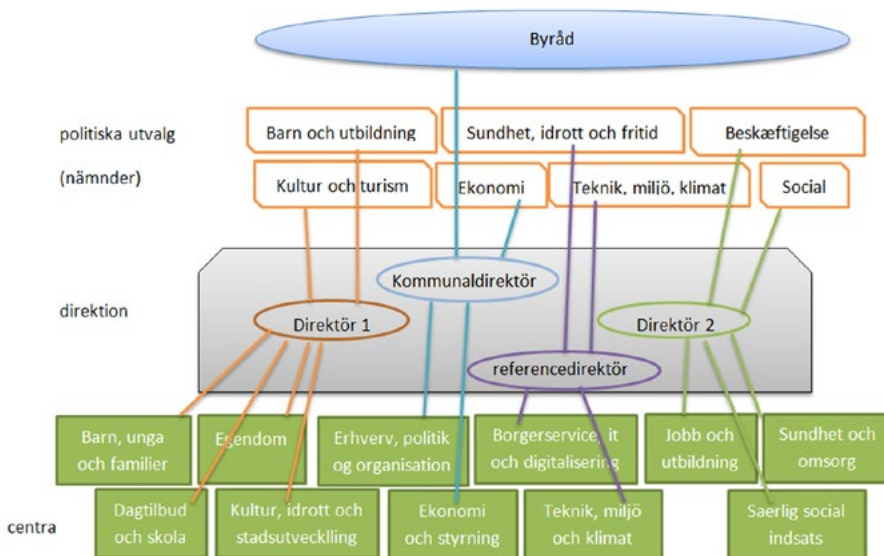 Byråd
politiska utvalg
(nämnder)
Barn och utbildning
Sundhet, idrott och fritid
Beskæftigelse
Kultur och turism
Ekonomi
Teknik, miljö, klimat
Social
direktion
Kommunaldirektör
Direktör 1
Direktör 2
referencedirektör
Barn, unga
och familier
Egendom
Erhverv, politik
og organisation
Borgerservice, it
och digitalisering
Jobb och
utbildning
Sundhet och
omsorg
centra
Dagtilbud
och skola
Kultur, idrott och
stadsutvecklling
Ekonomi
och styrning
Teknik, miljö
och klimat
Saerlig social
indsats